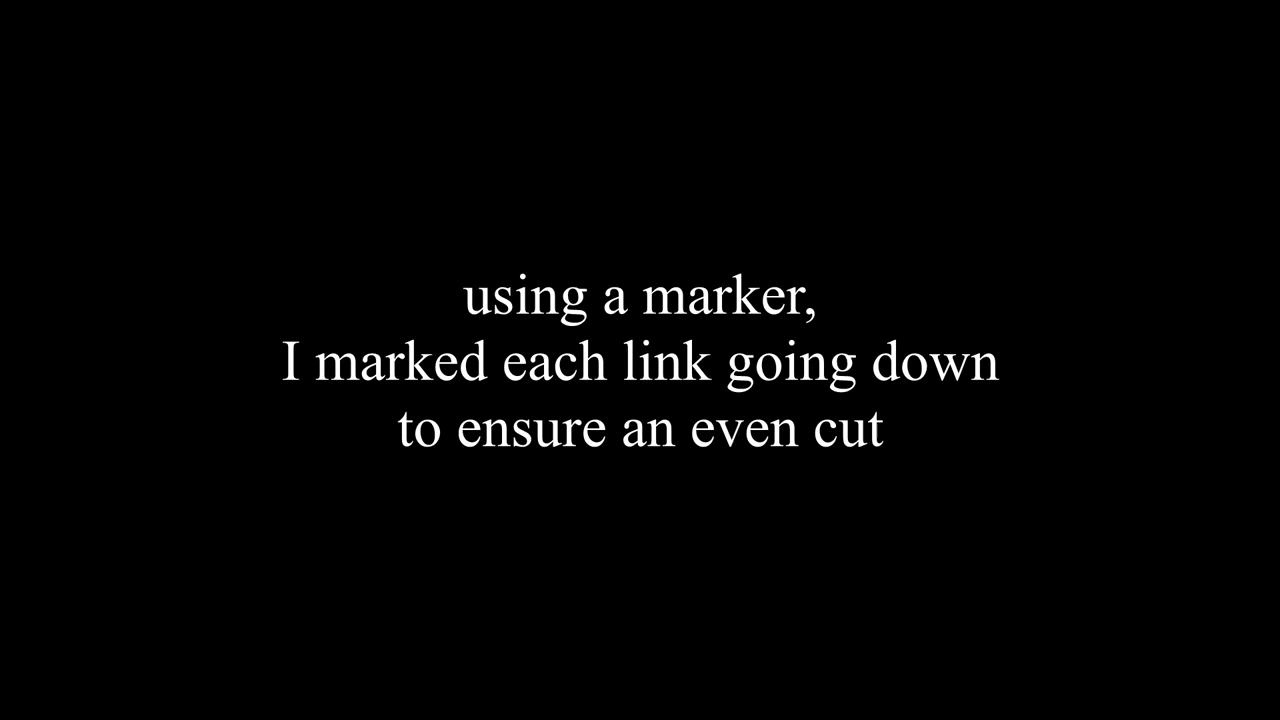 using a marker,
I marked each link going down
to ensure an even cut